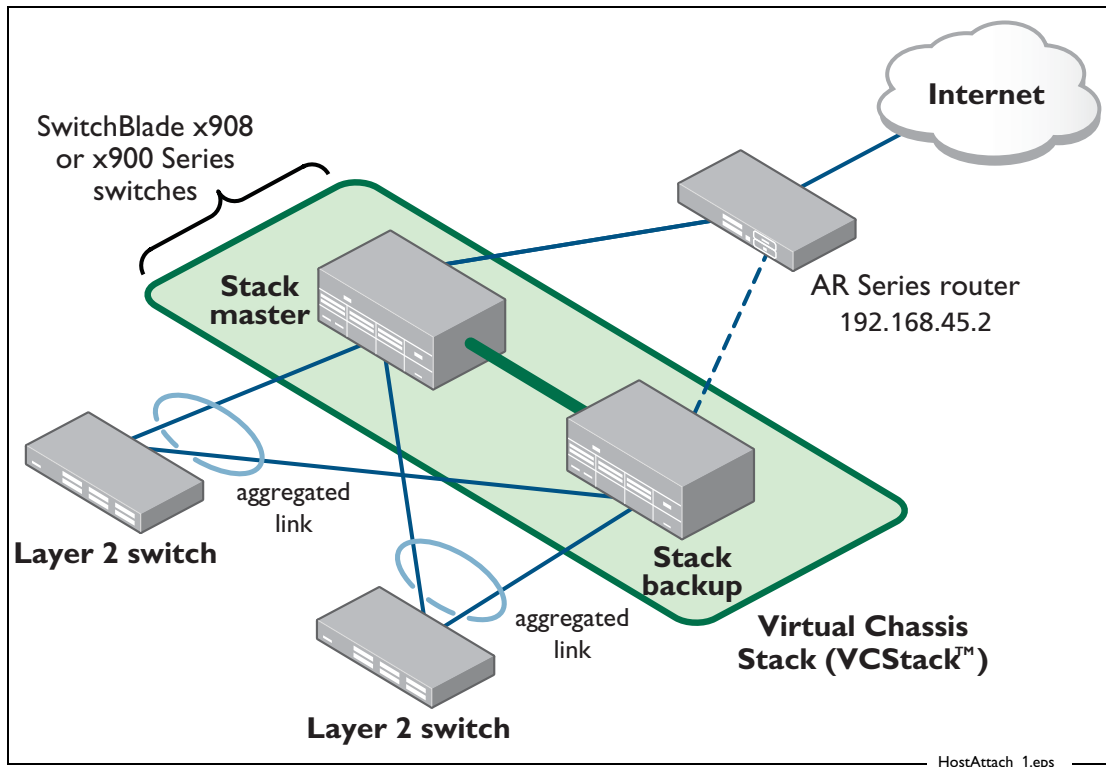 Internet
SwitchBlade x908
or x900 Series
switches
Stack
master
AR Series router
192.168.45.2
aggregated
link
Layer 2 switch
Stack
backup
aggregated
link
Virtual Chassis
Stack (VCStack™)
Layer 2 switch
HostAttach_1.eps